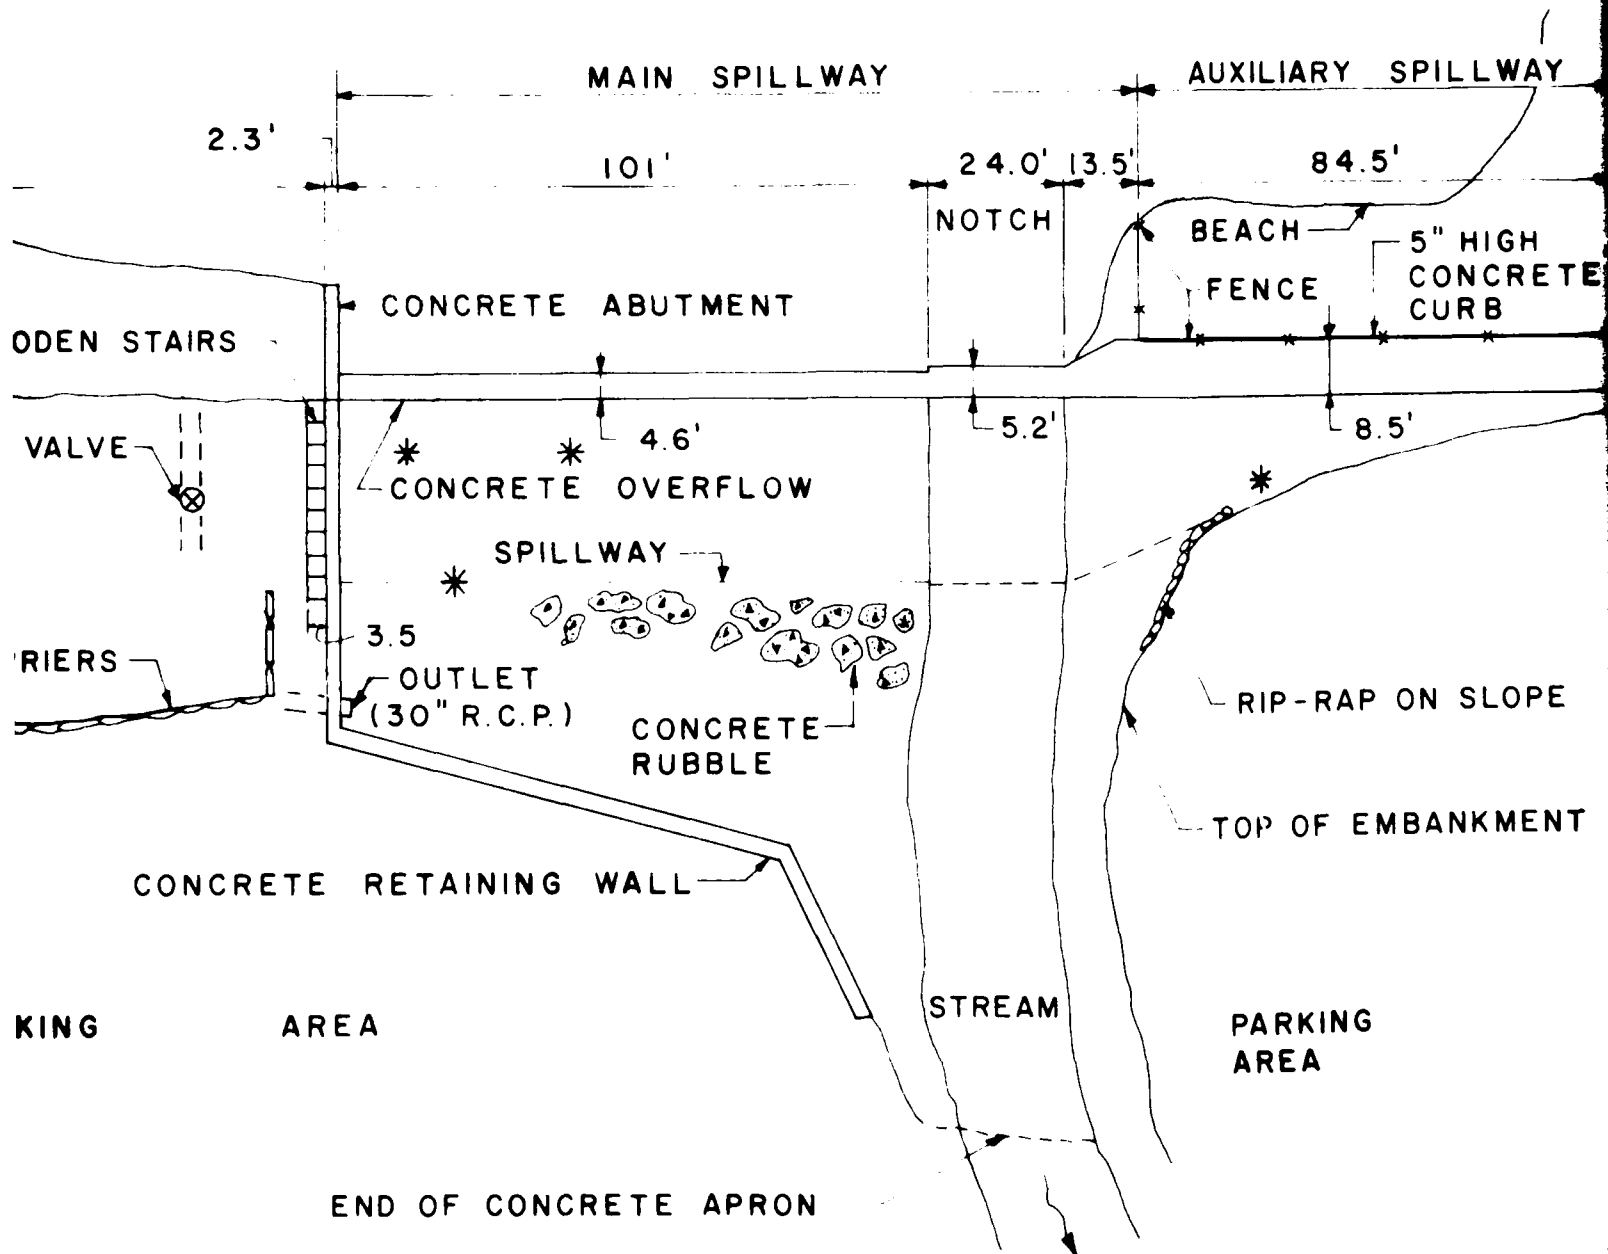 MAIN SPILLWAY
AUXILIARY SPILLWAY
2.3'
101'
24.0'
13.5'
84.5'
NOTCH
BEACH
5" HIGH
CONCRETE
CURB
FENCE
CONCRETE ABUTMENT
ODEN STAIRS
VALVE
4.6'
5.2'
8.5'
CONCRETE OVERFLOW
SPILLWAY
3.5
RIERS
OUTLET
(30" R.C.P.)
CONCRETE
RUBBLE
RIP-RAP ON SLOPE
TOP OF EMBANKMENT
CONCRETE RETAINING WALL
STREAM
KING AREA
PARKING
AREA
END OF CONCRETE APRON